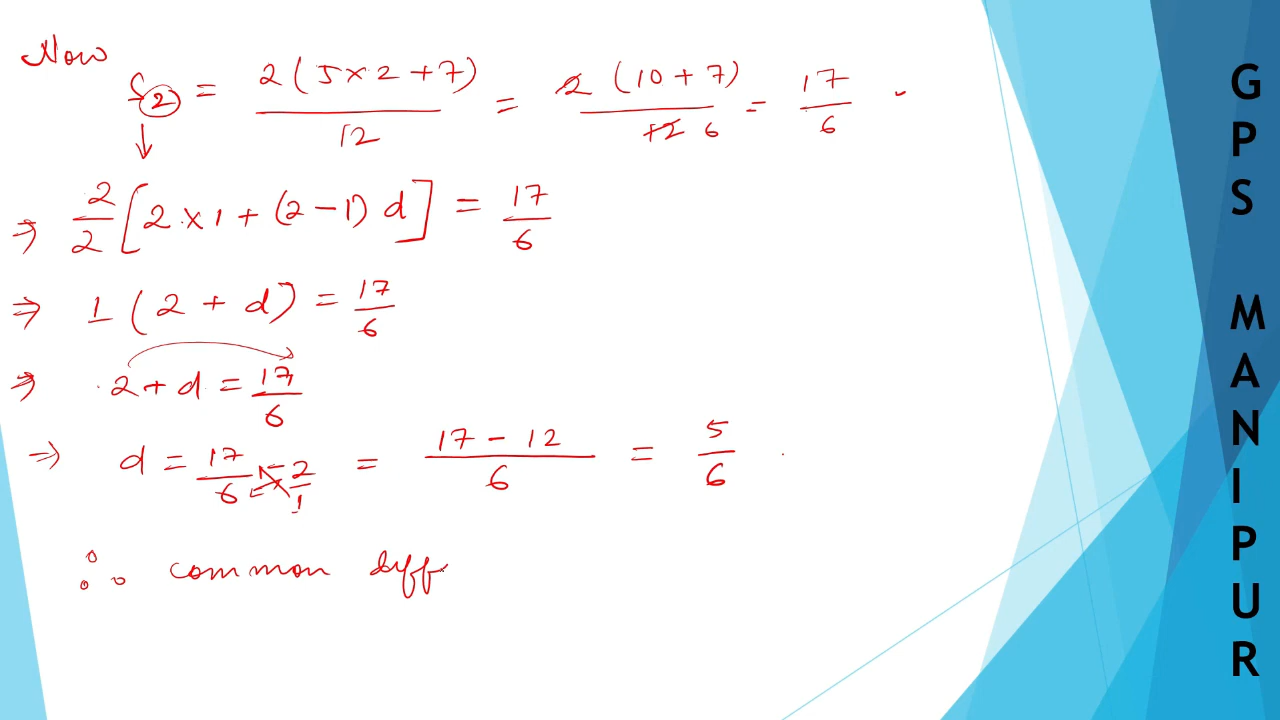 Now
S₂ = 2(5×2+7)/12 = 2(10+7)/12 6 = 17/6
⇒ 2/2 [2×1+(2−1)d] = 17/6
⇒ 1(2+d) = 17/6
⇒ 2+d = 17/6
⇒ d = 17/6 − 2/1 = 17−12/6 = 5/6
∴ common diff
GPS MANIPUR